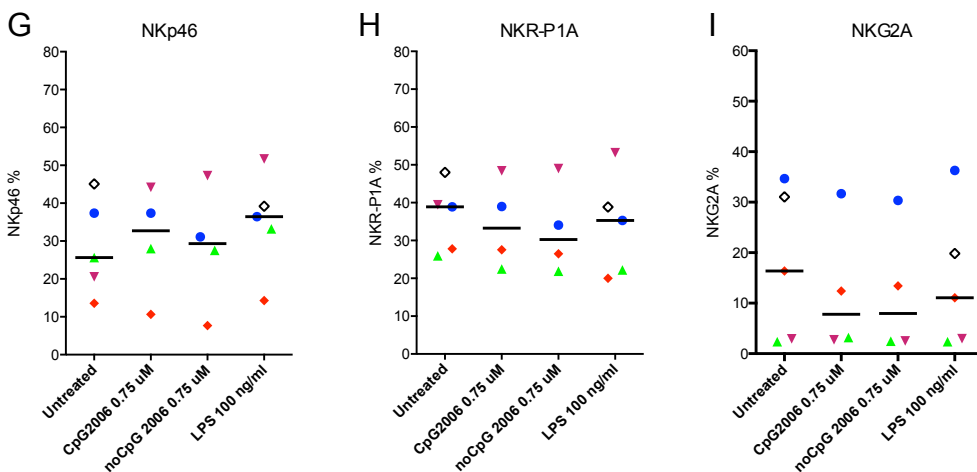 G NKp46
NKp46 %
80
70
60
50
40
30
20
10
0
Untreated
CpG2006 0.75 uM
noCpG 2006 0.75 uM
LPS 100 ng/ml
H NKR-P1A
NKR-P1A %
80
70
60
50
40
30
20
10
0
Untreated
CpG2006 0.75 uM
noCpG 2006 0.75 uM
LPS 100 ng/ml
I NKG2A
NKG2A %
60
50
40
30
20
10
0
Untreated
CpG2006 0.75 uM
noCpG 2006 0.75 uM
LPS 100 ng/ml